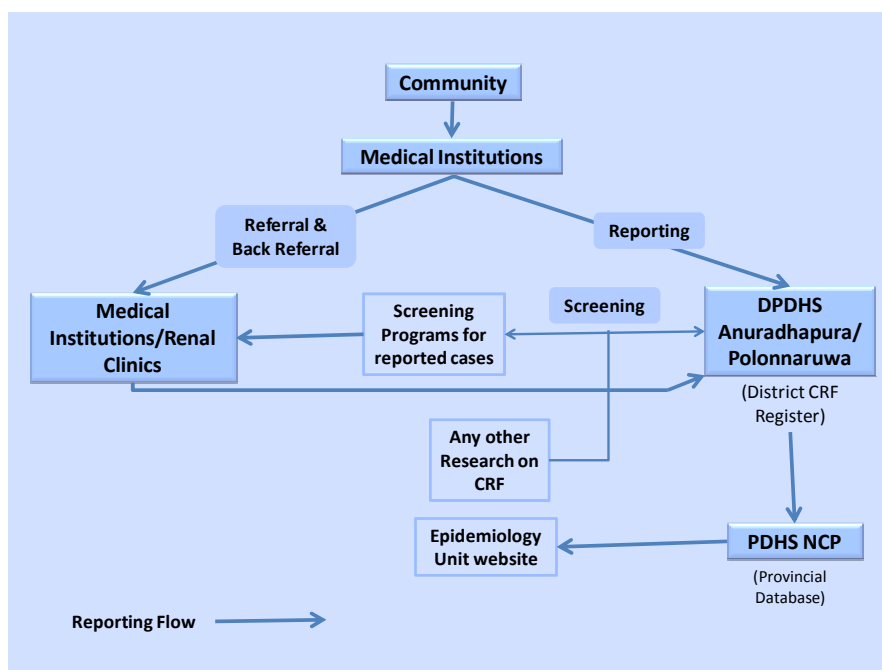 Community
Medical Institutions
Referral &
Back Referral
Reporting
Medical
Institutions/Renal
Clinics
Screening
Programs for
reported cases
Screening
DPDHS
Anuradhapura/
Polonnaruwa
(District CRF
Register)
Any other
Research on
CRF
Epidemiology
Unit website
PDHS NCP
(Provincial
Database)
Reporting Flow